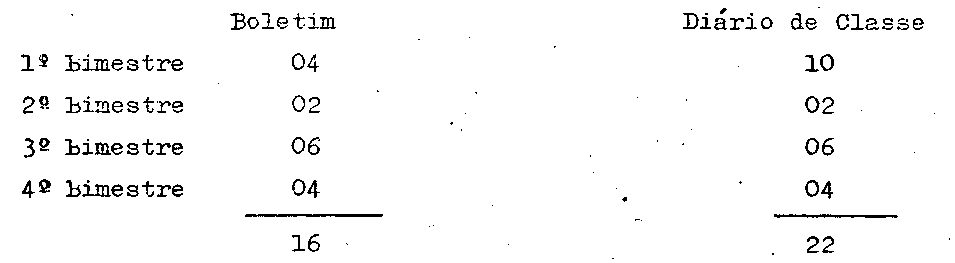 Boletim Diário de Classe
1º bimestre 04 10
2º bimestre 02 02
3º bimestre 06 06
4º bimestre 04 04
16 22